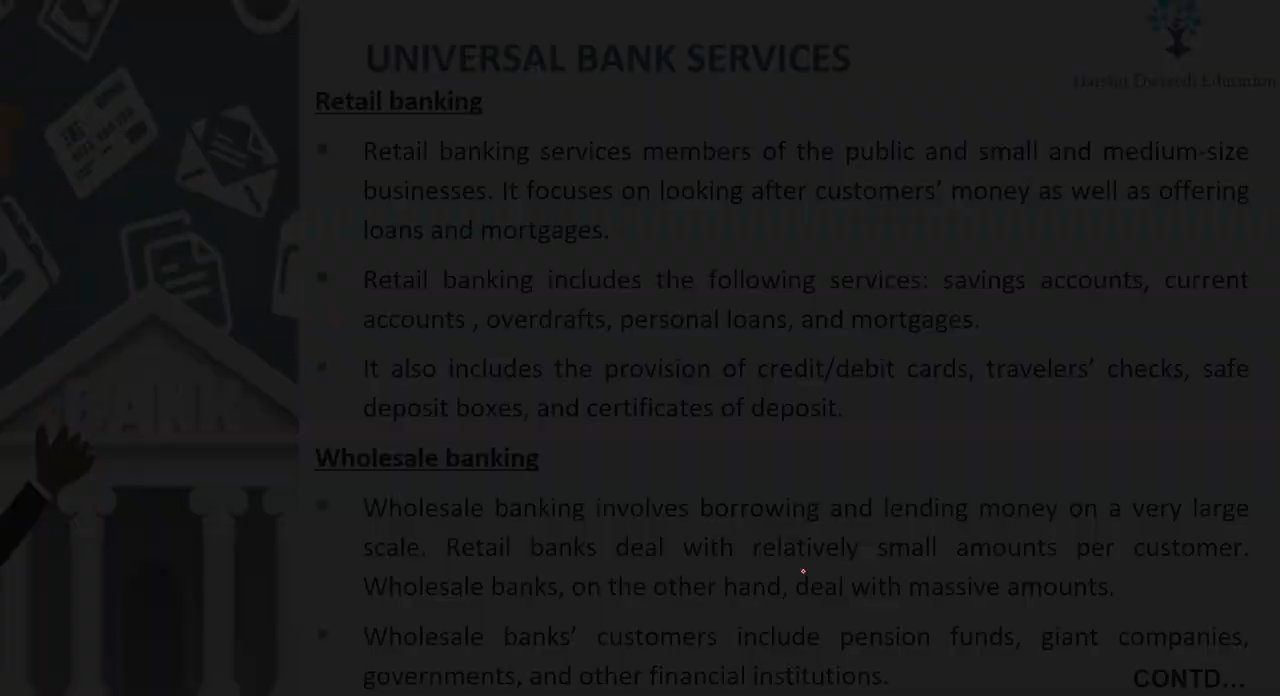 UNIVERSAL BANK SERVICES
Harshit Dwivedi Education
Retail banking
Retail banking services members of the public and small and medium-size
businesses. It focuses on looking after customers’ money as well as offering
loans and mortgages.
Retail banking includes the following services: savings accounts, current
accounts , overdrafts, personal loans, and mortgages.
It also includes the provision of credit/debit cards, travelers’ checks, safe
deposit boxes, and certificates of deposit.
BANK
Wholesale banking
Wholesale banking involves borrowing and lending money on a very large
scale. Retail banks deal with relatively small amounts per customer.
Wholesale banks, on the other hand, deal with massive amounts.
Wholesale banks’ customers include pension funds, giant companies,
governments, and other financial institutions.
CONTD...